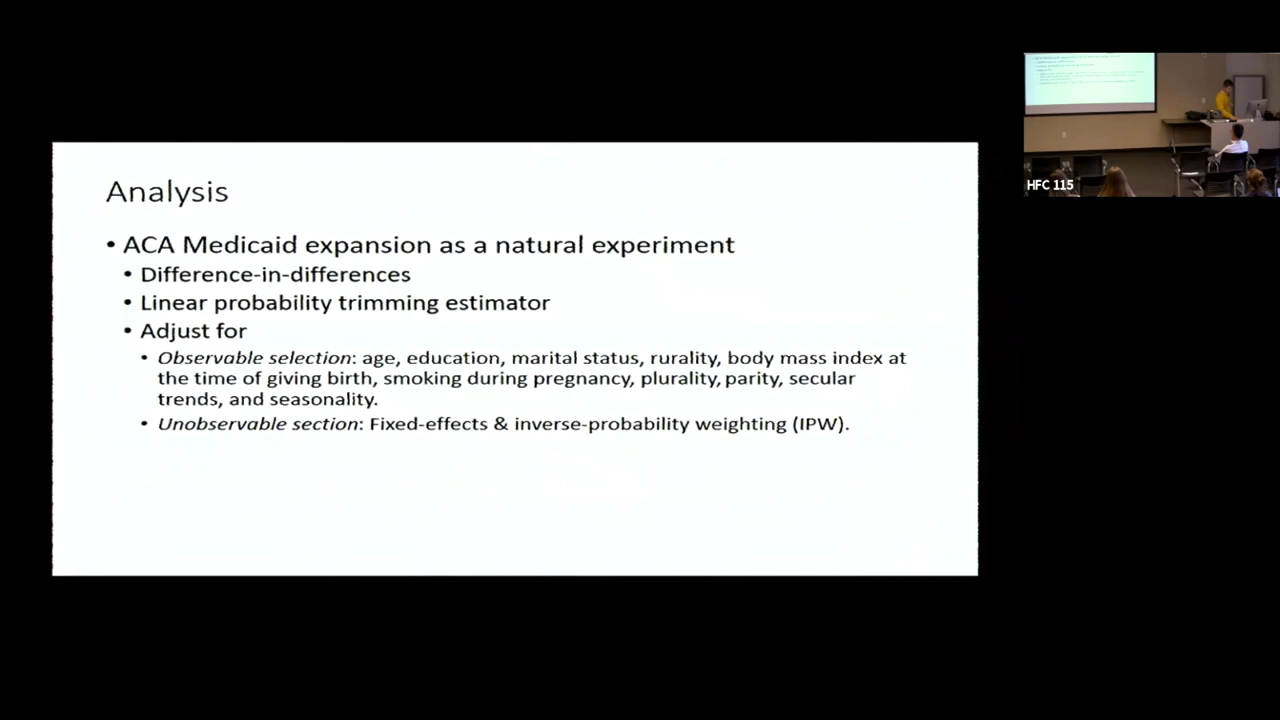 Analysis
• ACA Medicaid expansion as a natural experiment
• Difference-in-differences
• Linear probability trimming estimator
• Adjust for
• Observable selection: age, education, marital status, rurality, body mass index at
the time of giving birth, smoking during pregnancy, plurality, parity, secular
trends, and seasonality.
• Unobservable section: Fixed-effects & inverse-probability weighting (IPW).
HFC 115